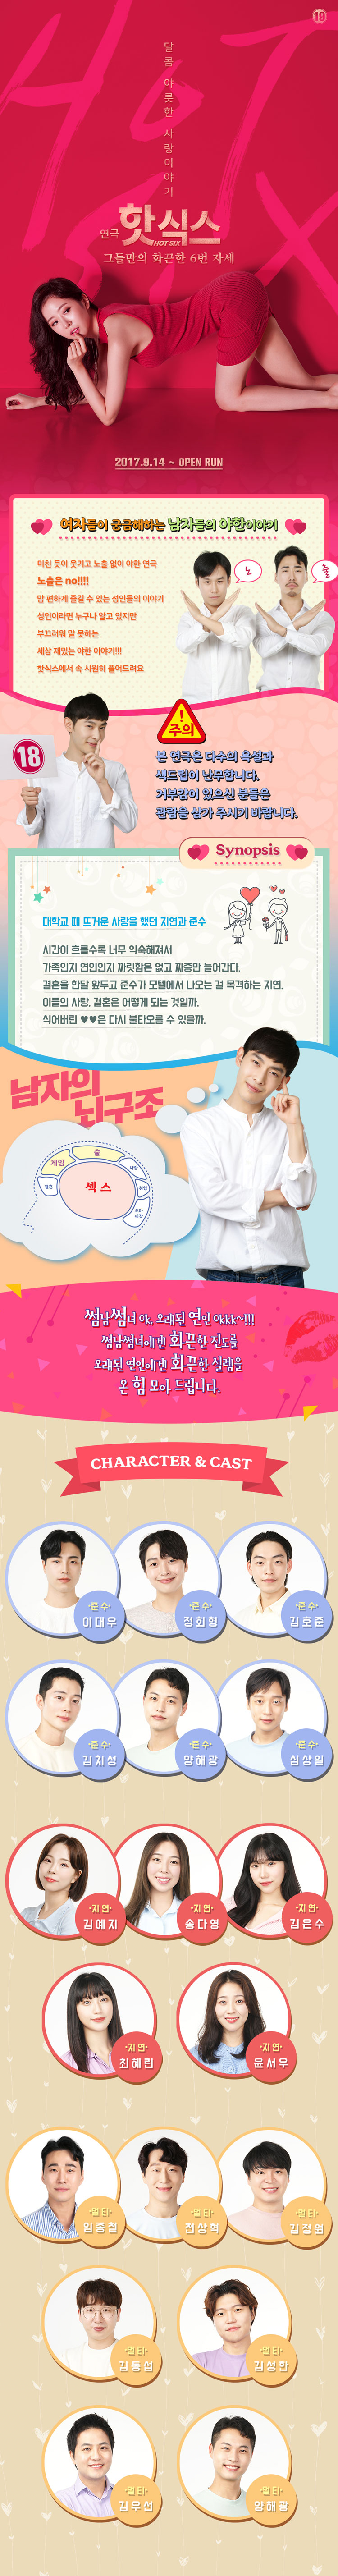 19
HOT
SIX
달콤 야릇한 사랑이야기
연극 핫식스
HOT SIX
그들만의 화끈한 6번 자세
2017.9.14 ~ OPEN RUN
여자들이 궁금해하는 남자들의 야한이야기
미친 듯이 웃기고 노출 없이 야한 연극
노출은 no!!!!
맘 편하게 즐길 수 있는 성인들의 이야기
성인이라면 누구나 알고 있지만
부끄러워 말 못하는
세상 재밌는 야한 이야기!!!
핫식스에서 속 시원히 풀어드려요
노
출
18
!
주의
본 연극은 다수의 욕설과
섹드립이 난무합니다.
거부감이 있으신 분들은
관람을 삼가 주시기 바랍니다.
Synopsis
대학교 때 뜨거운 사랑을 했던 지연과 준수
시간이 흐를수록 너무 익숙해져서
가족인지 연인인지 짜릿함은 없고 짜증만 늘어간다.
결혼을 한달 앞두고 준수가 모텔에서 나오는 걸 목격하는 지연.
이들의 사랑, 결혼은 어떻게 되는 것일까.
식어버린 ♥♥은 다시 불타오를 수 있을까.
남자의
뇌구조
게임
술
사랑
결혼
취업
섹스
썸남썸녀 ok, 오래된 연인 okkk~!!!
썸남썸녀에겐 화끈한 진도를
오래된 연인에겐 화끈한 설렘을
온 힘 모아 드립니다.
CHARACTER & CAST
·준수· 이대우
·준수· 정회형
·준수· 김호준
·준수· 김치성
·준수· 양해광
·준수· 심상일
·지연· 김예지
·지연· 송다영
·지연· 김은수
·지연· 최혜린
·지연· 윤서우
·멀티· 임종철
·멀티· 전상혁
·멀티· 김정원
·멀티· 김동섭
·멀티· 김성한
·멀티· 김우선
·멀티· 양해광